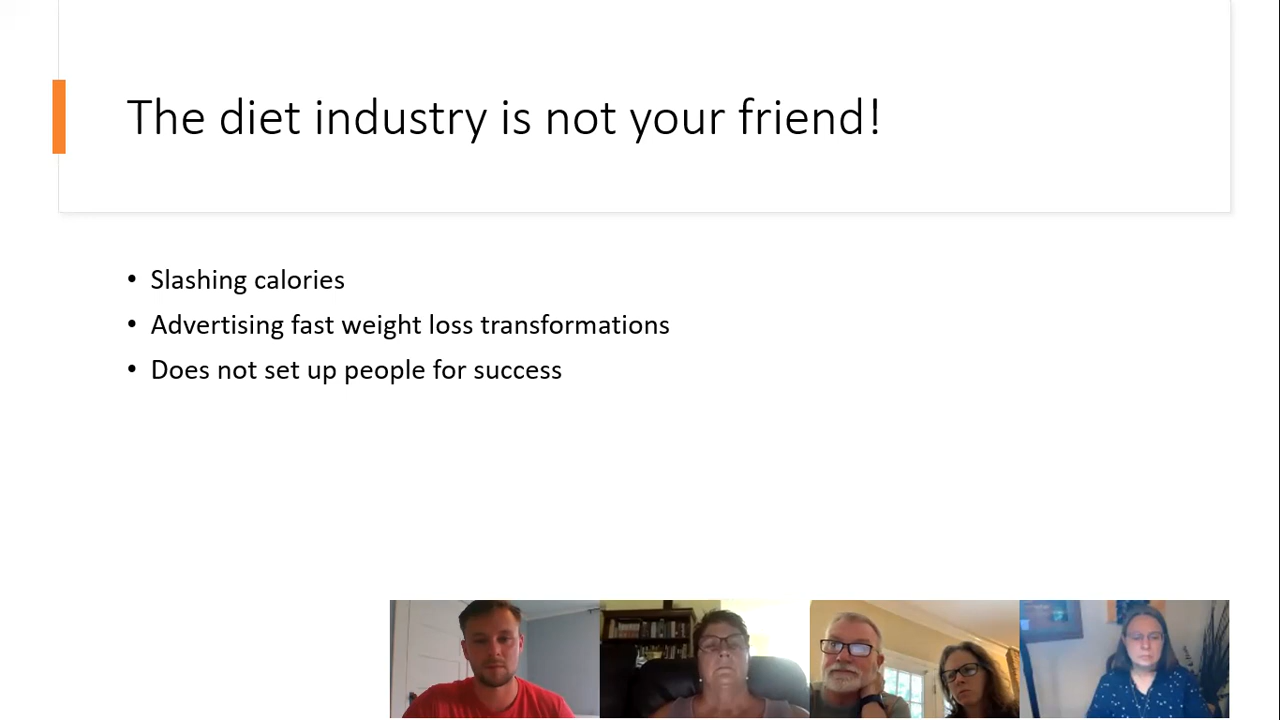 The diet industry is not your friend!
• Slashing calories
• Advertising fast weight loss transformations
• Does not set up people for success